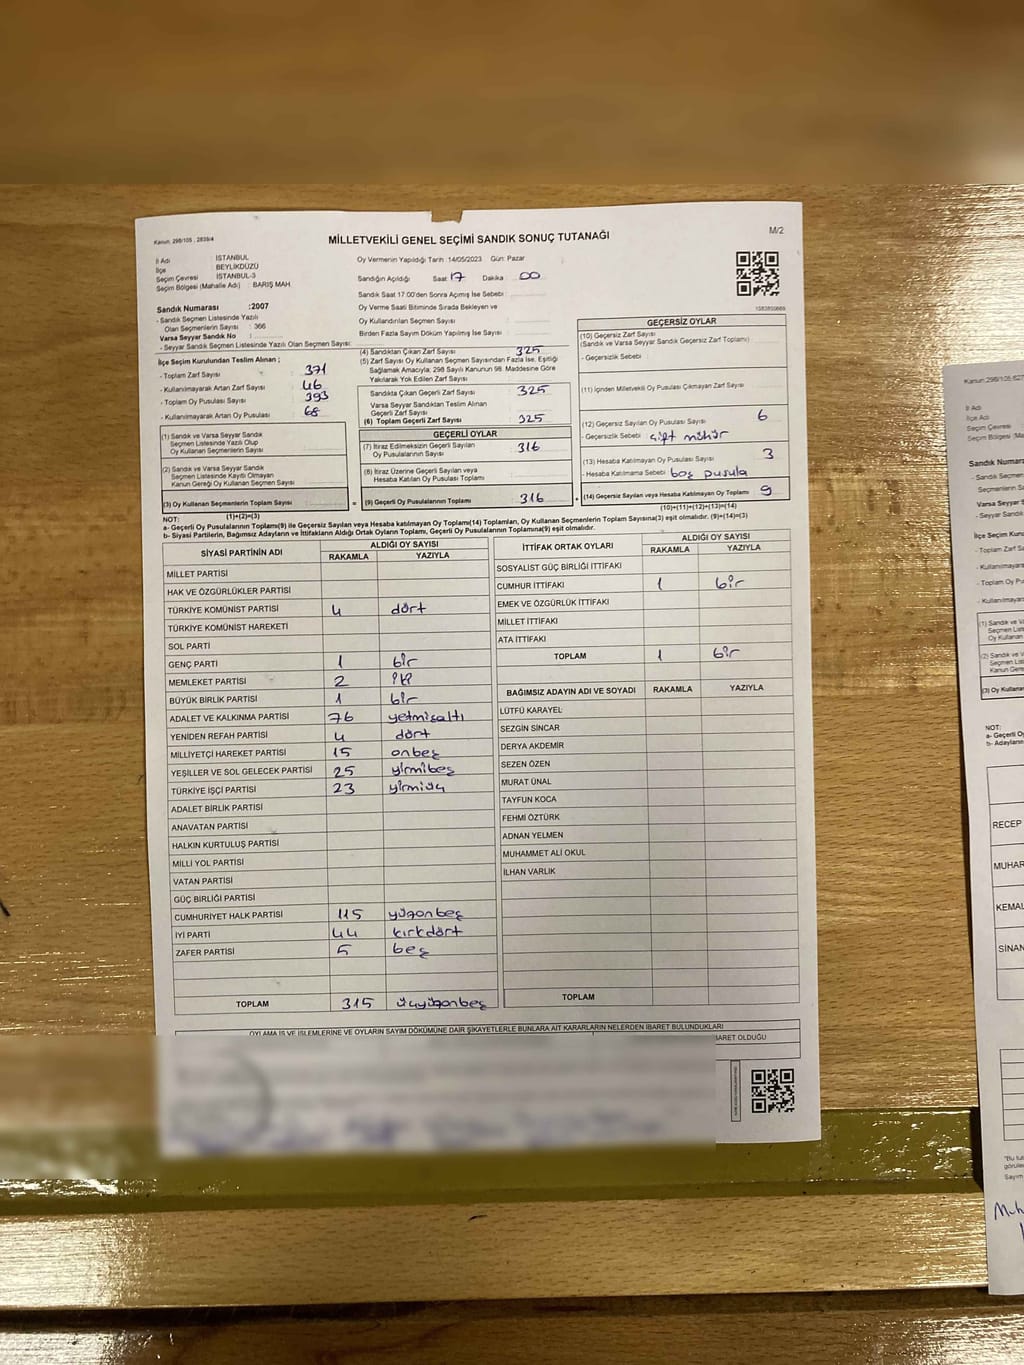 Kanun: 298/105 , 2839/4
MİLLETVEKİLİ GENEL SEÇİMİ SANDIK SONUÇ TUTANAĞI
M/2
İl Adı : İSTANBUL
İlçe : BEYLİKDÜZÜ
Seçim Çevresi : İSTANBUL-3
Seçim Bölgesi (Mahalle Adı) : BARIŞ MAH.
Sandık Numarası :2007
- Sandık Seçmen Listesinde Yazılı
Olan Seçmenlerin Sayısı : 366
Varsa Seyyar Sandık No :
- Seyyar Sandık Seçmen Listesinde Yazılı Olan Seçmen Sayısı:
Oy Vermenin Yapıldığı Tarih :14/05/2023 Gün: Pazar
Sandığın Açıldığı Saat: 17 Dakika: 00
Sandık Saat 17.00'den Sonra Açımış İse Sebebi:
Oy Verme Saati Bitiminde Sırada Bekleyen ve
Oy Kullandırılan Seçmen Sayısı
Birden Fazla Sayım Döküm Yapılmış İse Sayısı :
İlçe Seçim Kurulundan Teslim Alınan ;
- Toplam Zarf Sayısı : 371
- Kullanılmayarak Artan Zarf Sayısı : 46
- Toplam Oy Pusulası Sayısı : 393
- Kullanılmayarak Artan Oy Pusulası : 68
(4) Sandıktan Çıkan Zarf Sayısı 325
(5) Zarf Sayısı Oy Kullanan Seçmen Sayısından Fazla İse, Eşitliği
Sağlamak Amacıyla; 298 Sayılı Kanunun 98. Maddesine Göre
Yakılarak Yok Edilen Zarf Sayısı
Sandıkta Çıkan Geçerli Zarf Sayısı 325
Varsa Seyyar Sandıktan Teslim Alınan
Geçerli Zarf Sayısı
(6) Toplam Geçerli Zarf Sayısı 325
GEÇERLİ OYLAR
(7) İtiraz Edilmeksizin Geçerli Sayılan
Oy Pusulasının Sayısı 316
(8) İtiraz Üzerine Geçerli Sayılan veya
Hesaba Katılan Oy Pusulası Toplamı
(9) Geçerli Oy Pusulalarının Toplamı 316
GEÇERSİZ OYLAR
(10) Geçersiz Zarf Sayısı
(Sandık ve Varsa Seyyar Sandık Geçersiz Zarf Toplamı)
- Geçersizlik Sebebi :
(11) İçinden Milletvekili Oy Pusulası Çıkmayan Zarf Sayısı
(12) Geçersiz Sayılan Oy Pusulası Sayısı 6
- Geçersizlik Sebebi: çift mühür
(13) Hesaba Katılmayan Oy Pusulası Sayısı 3
- Hesaba Katılmama Sebebi: boş pusula
+ (14) Geçersiz Sayılan veya Hesaba Katılmayan Oy Toplamı 9
(10)+(11)+(12)+(13)=(14)
(1) Sandık ve Varsa Seyyar Sandık
Seçmen Listesinde Yazılı Olup
Oy Kullanan Seçmenlerin Sayısı
(2) Sandık ve Varsa Seyyar Sandık
Seçmen Listesinde Kayıtlı Olmayan
Kanun Gereği Oy Kullanan Seçmen Sayısı
(3) Oy Kullanan Seçmenlerin Toplam Sayısı =
(1)+(2)=(3)
NOT:
a- Geçerli Oy Pusulalarının Toplamı(9) ile Geçersiz Sayılan veya Hesaba katılmayan Oy Toplamı(14) Toplamları, Oy Kullanan Seçmenlerin Toplam Sayısına(3) eşit olmalıdır. (9)+(14)=(3)
b- Siyasi Partilerin, Bağımsız Adayların ve İttifakların Aldığı Ortak Oyların Toplamı, Geçerli Oy Pusulalarının Toplamına(9) eşit olmalıdır.
SİYASİ PARTİNİN ADI ALDIĞI OY SAYISI
RAKAMLA YAZIYLA
MİLLET PARTİSİ
HAK VE ÖZGÜRLÜKLER PARTİSİ
TÜRKİYE KOMÜNİST PARTİSİ 4 dört
TÜRKİYE KOMÜNİST HAREKETİ
SOL PARTİ
GENÇ PARTİ 1 bir
MEMLEKET PARTİSİ 2 iki
BÜYÜK BİRLİK PARTİSİ 1 bir
ADALET VE KALKINMA PARTİSİ 76 yetmişaltı
YENİDEN REFAH PARTİSİ 4 dört
MİLLİYETÇİ HAREKET PARTİSİ 15 onbeş
YEŞİLLER VE SOL GELECEK PARTİSİ 25 yirmibeş
TÜRKİYE İŞÇİ PARTİSİ 23 yirmiüç
ADALET BİRLİK PARTİSİ
ANAVATAN PARTİSİ
HALKIN KURTULUŞ PARTİSİ
MİLLİ YOL PARTİSİ
VATAN PARTİSİ
GÜÇ BİRLİĞİ PARTİSİ
CUMHURİYET HALK PARTİSİ 115 yüzonbeş
İYİ PARTİ 44 kırkdört
ZAFER PARTİSİ 5 beş
TOPLAM 315 üçyüzonbeş
İTTİFAK ORTAK OYLARI ALDIĞI OY SAYISI
RAKAMLA YAZIYLA
SOSYALİST GÜÇ BİRLİĞİ İTTİFAKI
CUMHUR İTTİFAKI 1 bir
EMEK VE ÖZGÜRLÜK İTTİFAKI
MİLLET İTTİFAKI
ATA İTTİFAKI
TOPLAM 1 bir
BAĞIMSIZ ADAYIN ADI VE SOYADI RAKAMLA YAZIYLA
LÜTFÜ KARAYEL
SEZGİN SİNCAR
DERYA AKDEMİR
SEZEN ÖZEN
MURAT ÜNAL
TAYFUN KOCA
FEHMİ ÖZTÜRK
ADNAN YELMEN
MUHAMMET ALİ OKUL
İLHAN VARLIK
TOPLAM
OYLAMA İŞ VE İŞLEMLERİNE VE OYLARIN SAYIM DÖKÜMÜNE DAİR ŞİKAYETLERLE BUNLARA AİT KARARLARIN NELERDEN İBARET BULUNDUKLARI
BARET OLDUĞU
İl Adı
İlçe
Seçim Çevresi
Seçim Bölgesi (Ma
Sandık Numarası
NOT:
RECEP
MUHAR
KEMAL
SİNAN